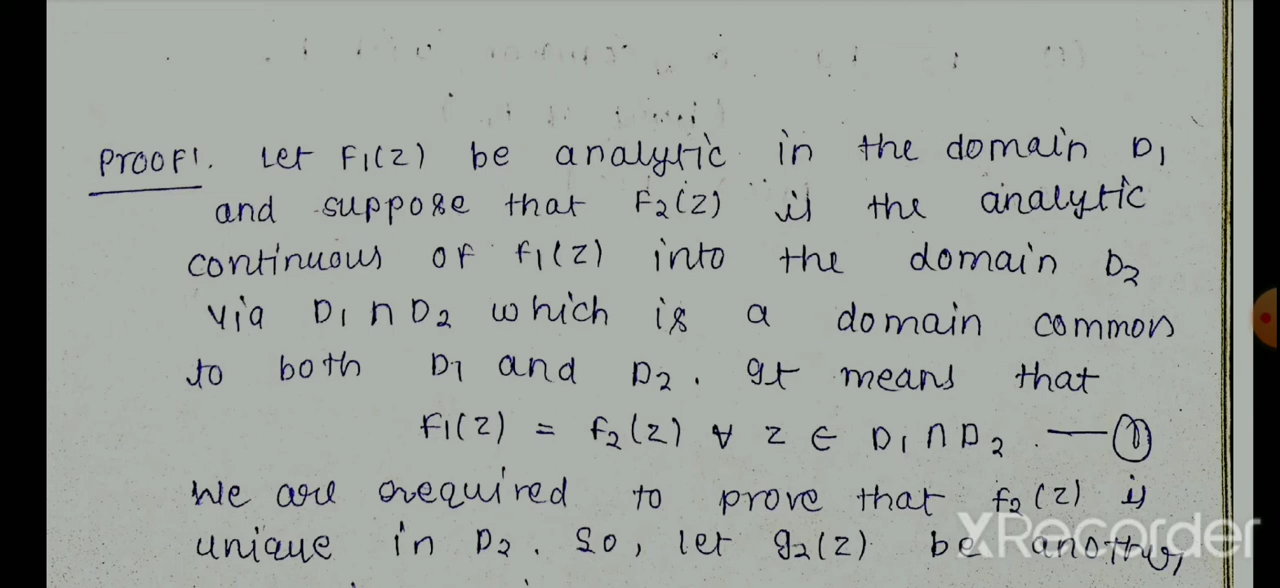 PROOF!. Let F1(z) be analytic in the domain D1
and suppose that F2(z) is the analytic
continuous of f1(z) into the domain D2
via D1 ∩ D2 which is a domain common
to both D1 and D2. It means that
F1(z) = f2(z) ∀ z ∈ D1 ∩ D2. —①
We are required to prove that f2(z) is
unique in D2. So, let g2(z) be another,
XRecorder